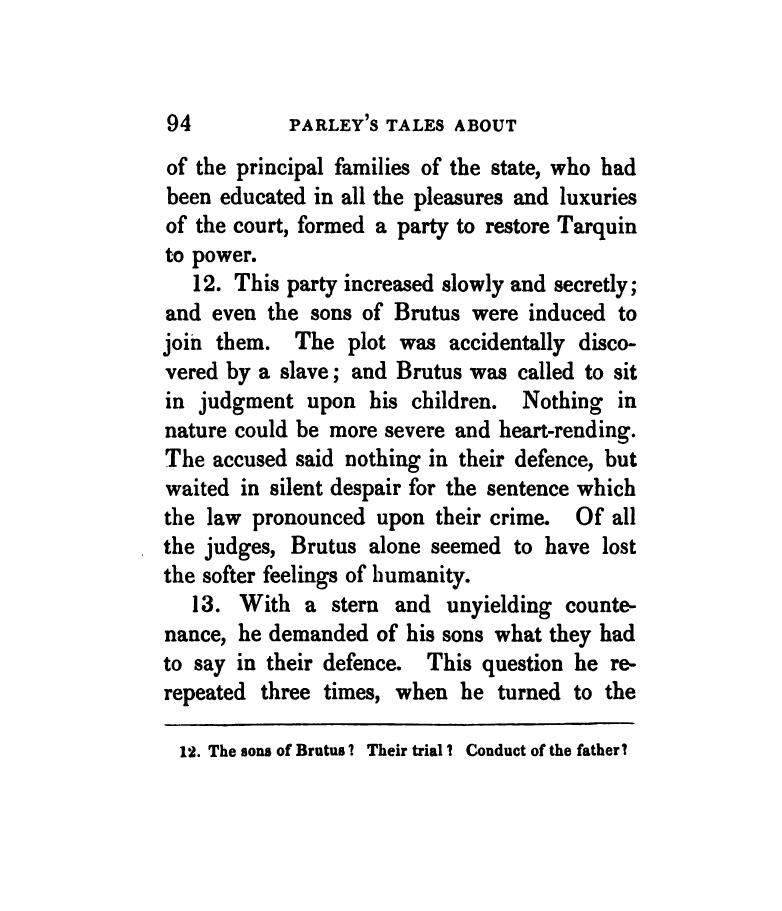 94 PARLEY'S TALES ABOUT
of the principal families of the state, who had
been educated in all the pleasures and luxuries
of the court, formed a party to restore Tarquin
to power.
12. This party increased slowly and secretly;
and even the sons of Brutus were induced to
join them. The plot was accidentally disco-
vered by a slave; and Brutus was called to sit
in judgment upon his children. Nothing in
nature could be more severe and heart-rending.
The accused said nothing in their defence, but
waited in silent despair for the sentence which
the law pronounced upon their crime. Of all
the judges, Brutus alone seemed to have lost
the softer feelings of humanity.
13. With a stern and unyielding counte-
nance, he demanded of his sons what they had
to say in their defence. This question he re-
repeated three times, when he turned to the
12. The sons of Brutus? Their trial? Conduct of the father?